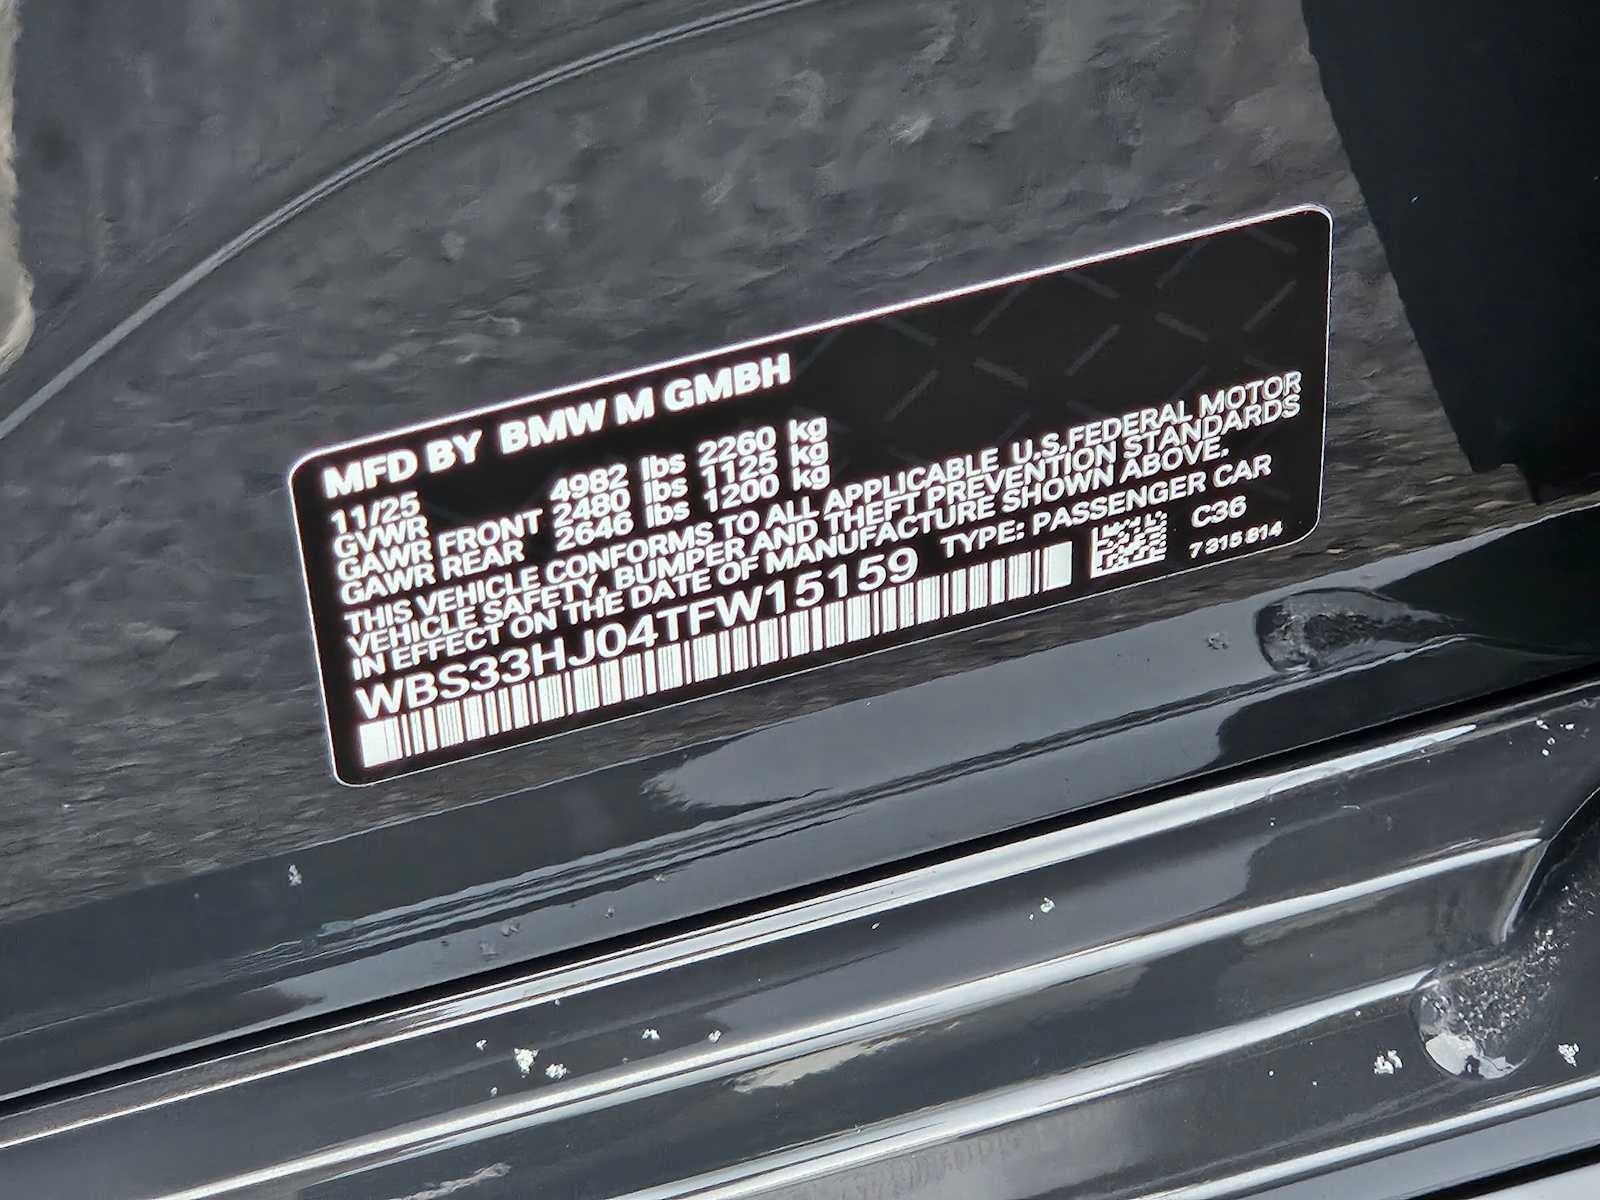 MFD BY BMW M GMBH
11/25
GVWR 4982 lbs 2260 kg
GAWR FRONT 2480 lbs 1125 kg
GAWR REAR 2646 lbs 1200 kg
THIS VEHICLE CONFORMS TO ALL APPLICABLE U.S.FEDERAL MOTOR
VEHICLE SAFETY, BUMPER AND THEFT PREVENTION STANDARDS
IN EFFECT ON THE DATE OF MANUFACTURE SHOWN ABOVE.
WBS33HJ04TFW15159 TYPE: PASSENGER CAR
C36
7 315 814